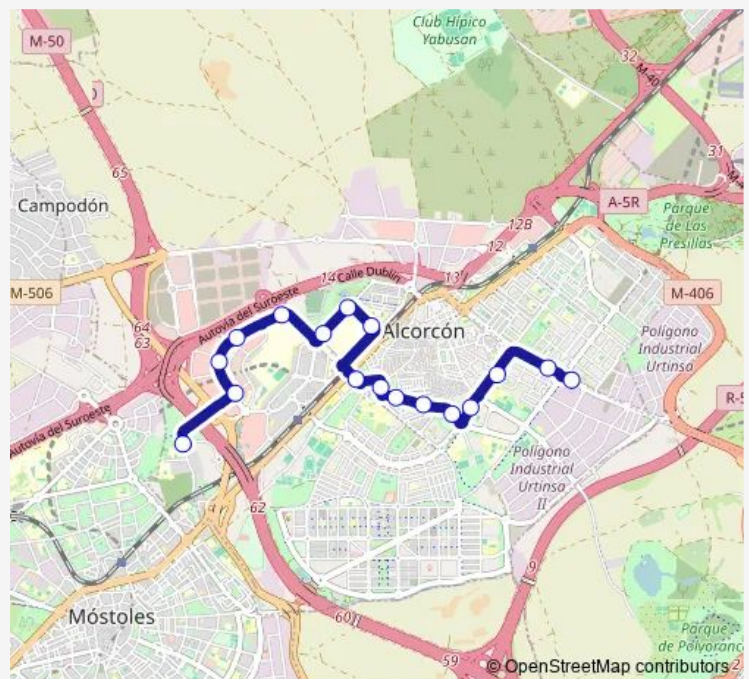 Club Hípico
Yabusan
M-50
32
M-40
65
31
Campodón
A-5R
Parque
de Las
Presillas
12B
12
14
Calle Dublín
13
M-506
M-406
Autovía del Suroeste
64
63
Alcorcón
Polígono
Industrial
Urtinsa
R-5
Autovía del Suroeste
Polígono
Industrial
Urtinsa
II
62
9
Móstoles
60
59
Parque
de Polvoranc
2
© OpenStreetMap contributors